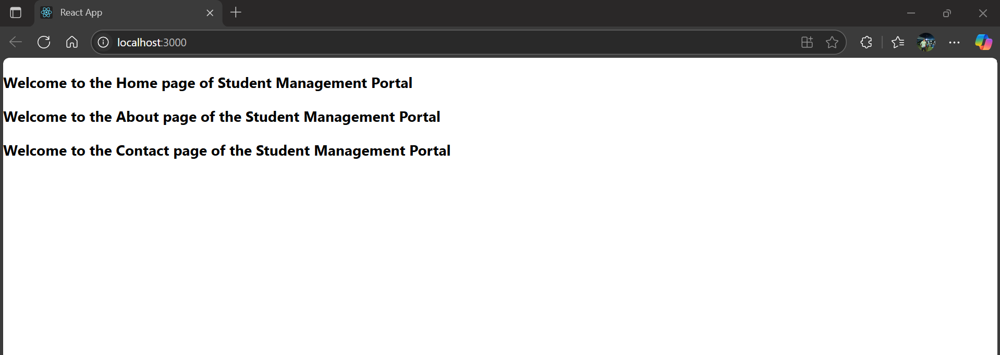 React App
localhost:3000
Welcome to the Home page of Student Management Portal
Welcome to the About page of the Student Management Portal
Welcome to the Contact page of the Student Management Portal